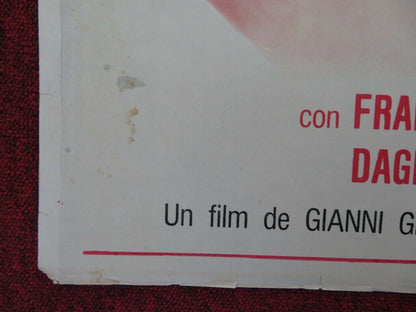 con FRA
DAG
Un film de GIANNI G